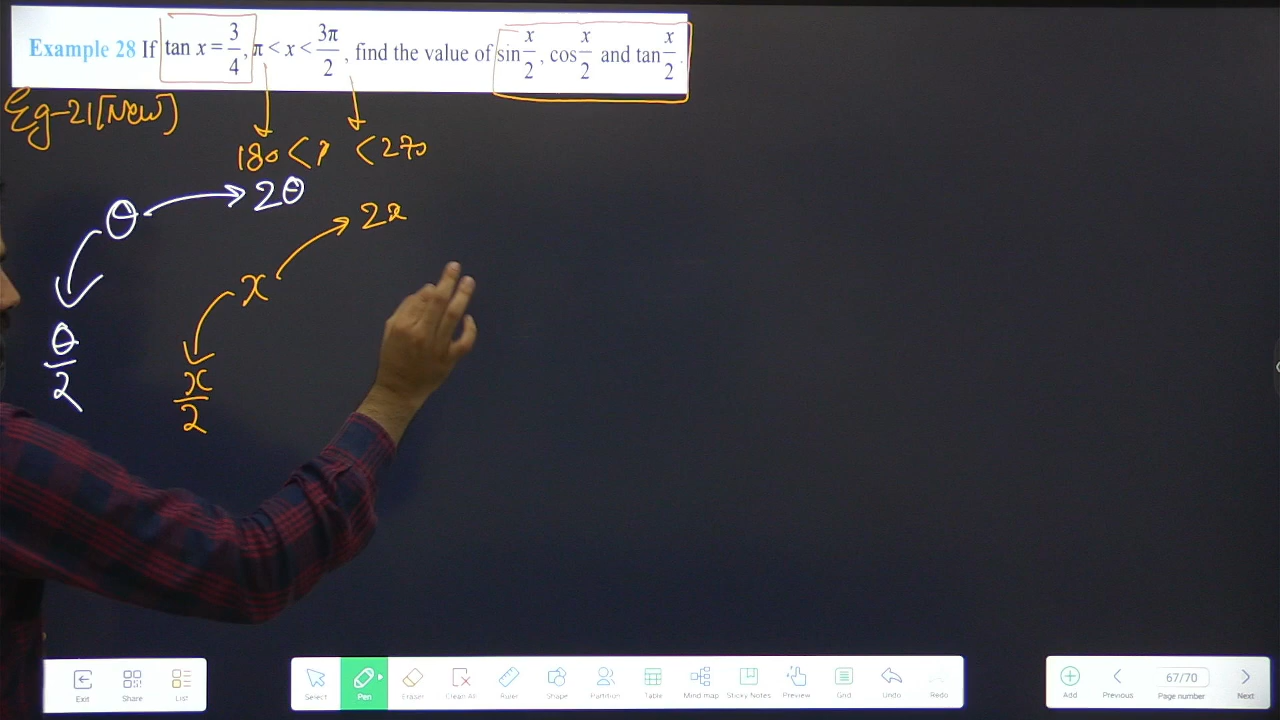 Example 28 If tan x = 3/4, π < x < 3π/2, find the value of sin x/2, cos x/2 and tan x/2.
Eg-21[New]
180 < x < 270
θ 2θ
2x
x
θ/2
x/2
Exit Share List Select Pen Eraser Clean All Ruler Shape Partition Table Mind map Sticky Notes Preview Grid Undo Redo Add Previous 67/70 Page number Next